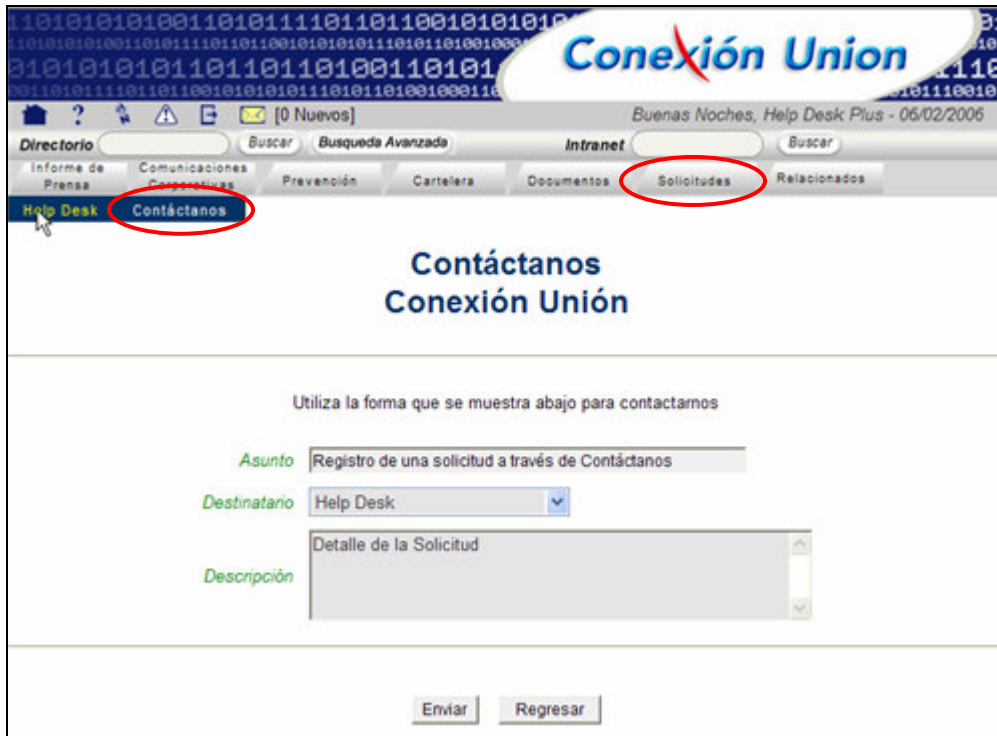 Conexión Union
[0 Nuevos] Buenas Noches, Help Desk Plus - 06/02/2006
Directorio Buscar Busqueda Avanzada Intranet Buscar
Informe de Prensa Comunicaciones Corporativas Prevención Cartelera Documentos Solicitudes Relacionados
Help Desk Contáctanos
Contáctanos
Conexión Unión
Utiliza la forma que se muestra abajo para contactarnos
Asunto Registro de una solicitud a través de Contáctanos
Destinatario Help Desk
Descripción Detalle de la Solicitud
Enviar Regresar